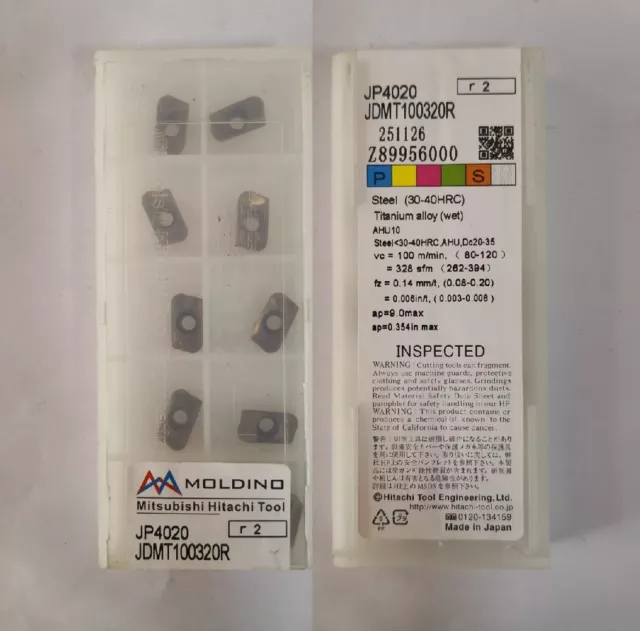 MOLDINO
Mitsubishi Hitachi Tool
JP4020
r 2
JDMT100320R
JP4020
r 2
JDMT100320R
251126
Z89956000
P
S
Steel (30-40HRC)
Titanium alloy(wet)
AHU10
Steel<30-40HRC,AHU,Dc20-35
vc = 100 m/min, ( 80-120 )
= 328 sfm (262-394)
fz = 0.14 mm/t, (0.08-0.20)
= 0.006in/t, ( 0.003-0.008 )
ap=9.0max
ap=0.354in max
INSPECTED
WARNING : Cutting tools can fragment.
Always use machine guards, protective
clothing and safety glasses. Grindings
produces potentially hazardous dusts.
Read Material Safety Data Sheet and
pamphlet for safety handling in our HP.
WARNING : This product contains or
produces a chemical known to the
State of California to cause cancer.
©Hitachi Tool Engineering,Ltd.
http://www.hitachi-tool.co.jp
0120-134159
PP
Made in Japan